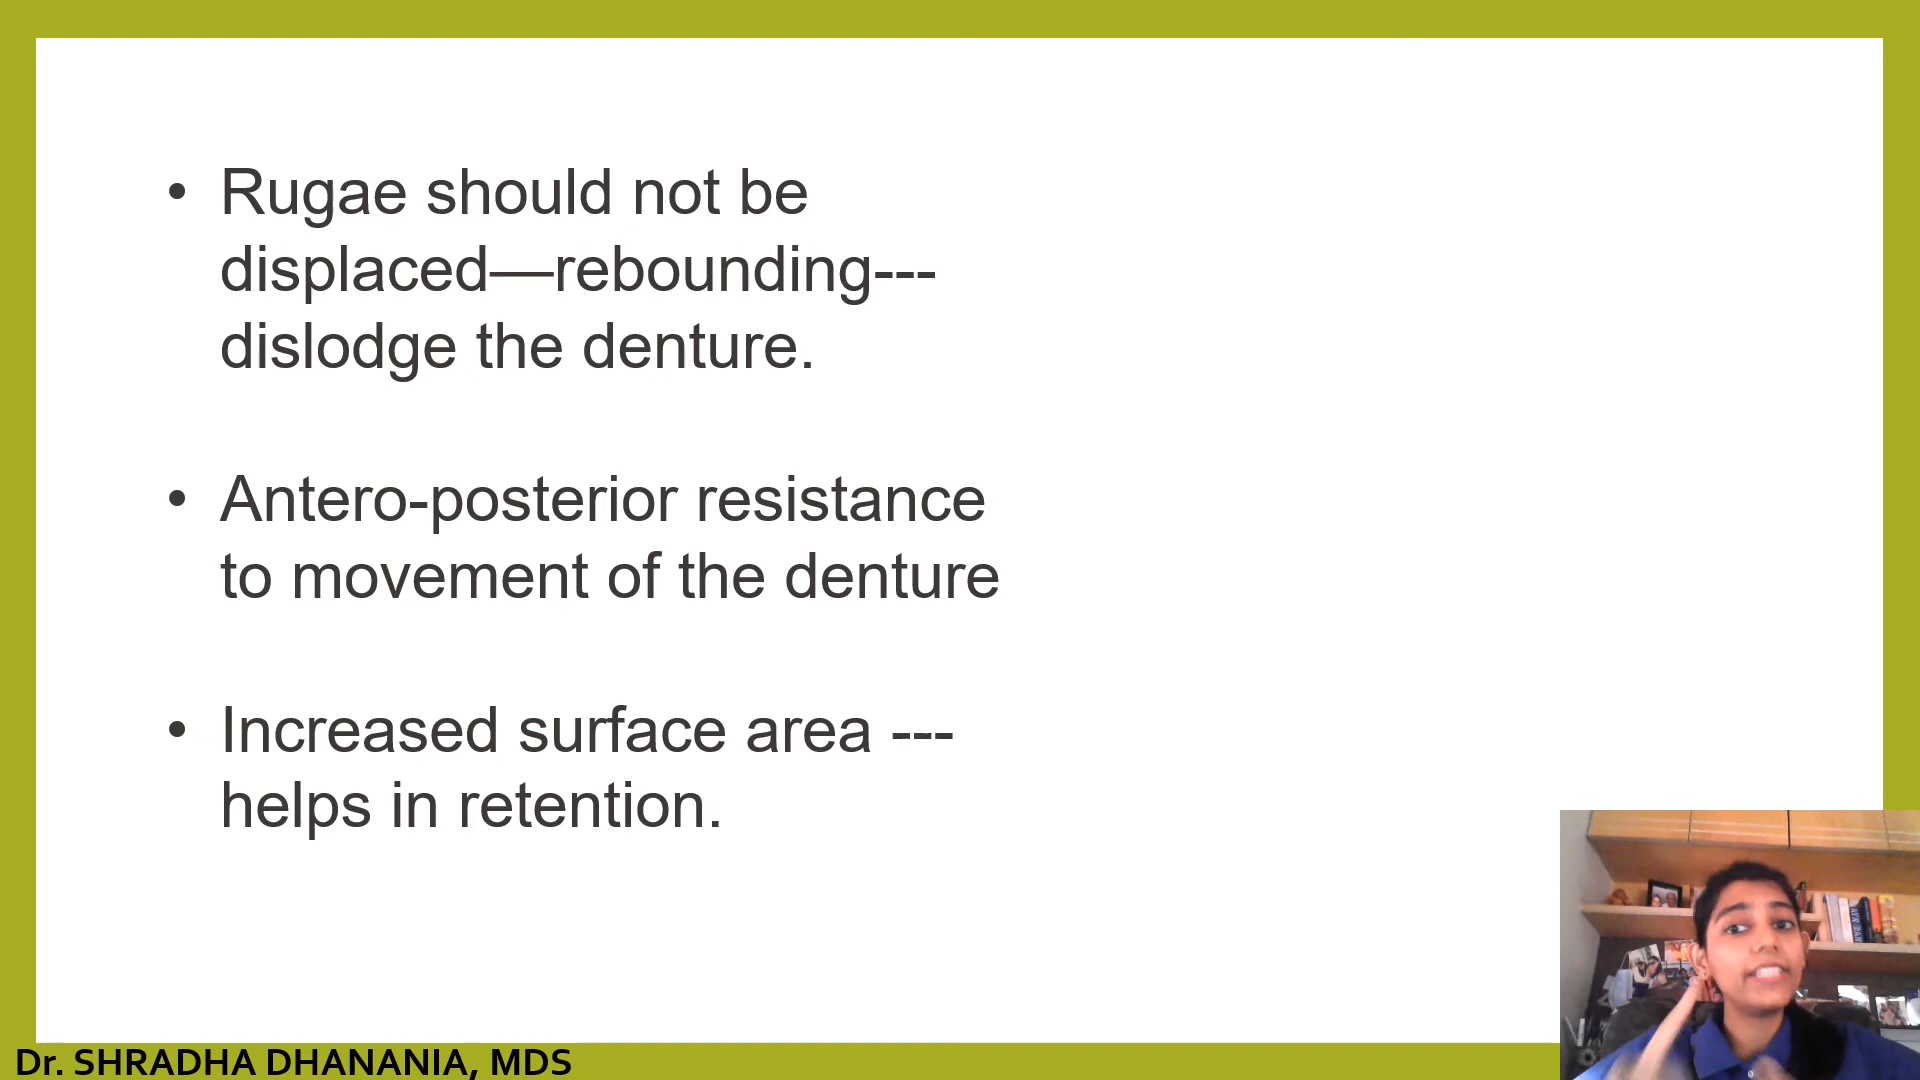 • Rugae should not be
displaced—rebounding---
dislodge the denture.
• Antero-posterior resistance
to movement of the denture
• Increased surface area ---
helps in retention.
Dr. SHRADHA DHANANIA, MDS